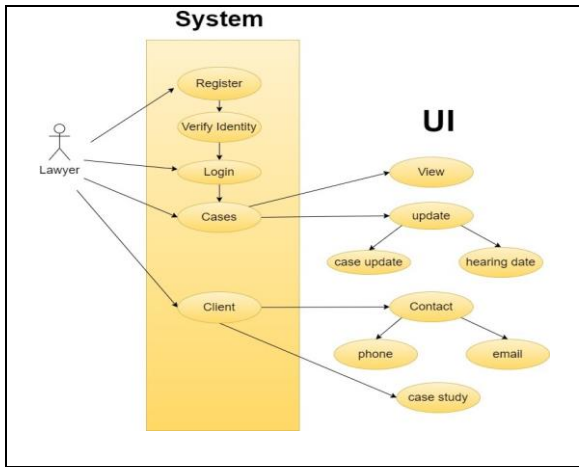 System
Register
Verify Identity
UI
Lawyer
Login
View
Cases
update
case update
hearing date
Client
Contact
phone
email
case study